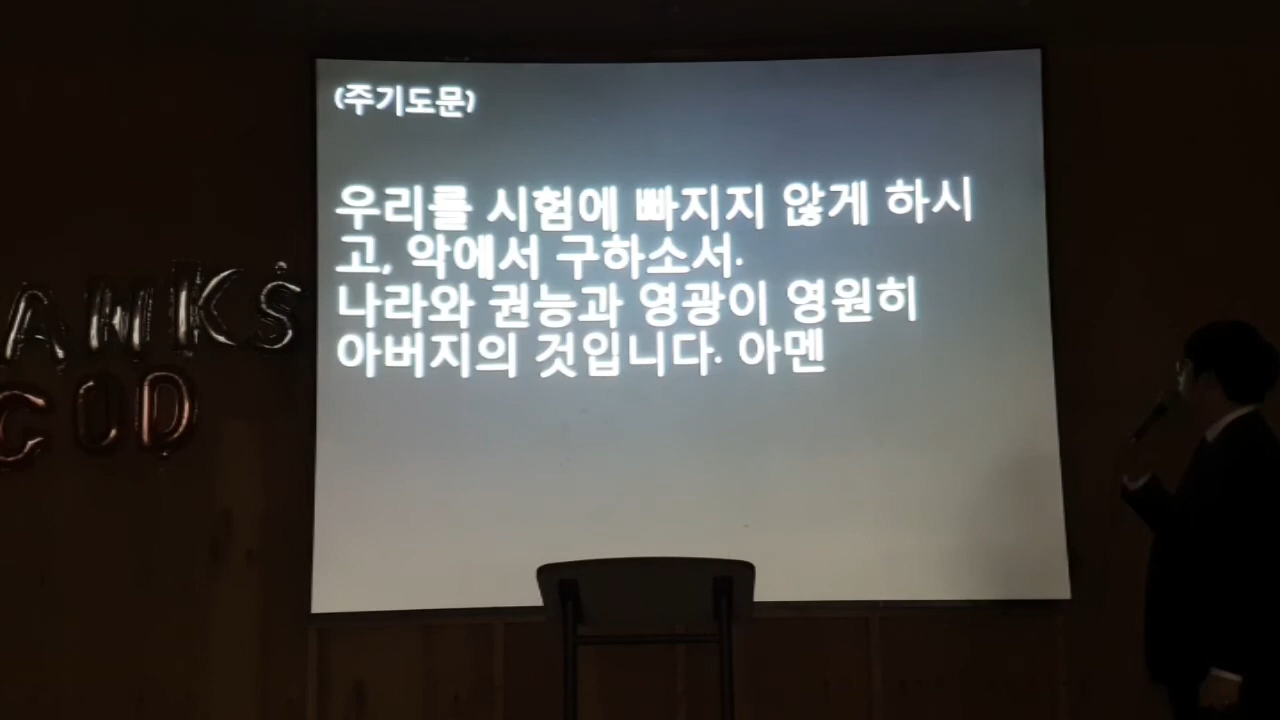 (주기도문)
우리를 시험에 빠지지 않게 하시
고, 악에서 구하소서.
나라와 권능과 영광이 영원히
아버지의 것입니다. 아멘
ANKS
GOD